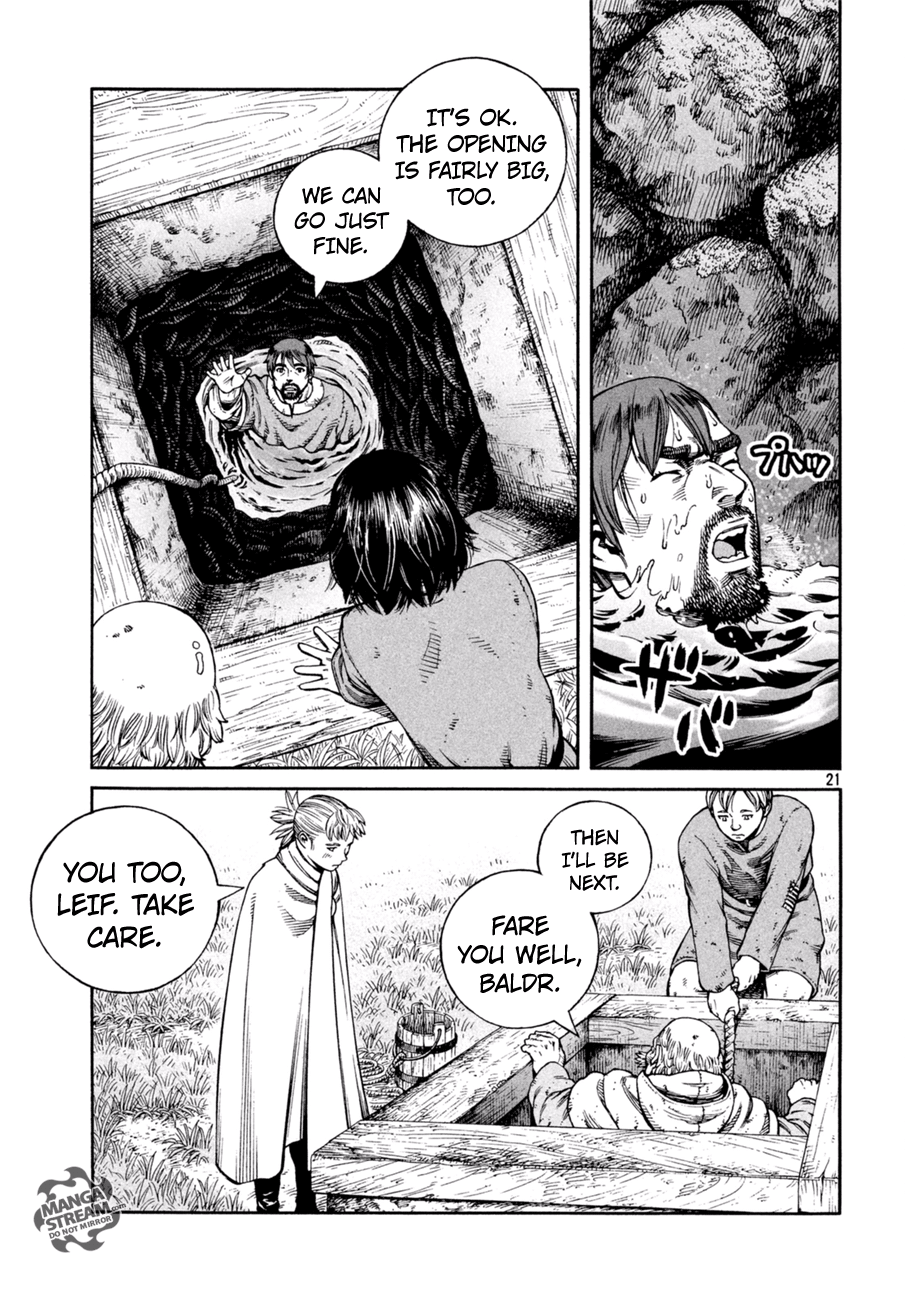 プハッ
ザ
バ
IT'S OK.
THE OPENING
IS FAIRLY BIG,
TOO.
WE CAN
GO JUST
FINE.
21
THEN
I'LL BE
NEXT.
FARE
YOU WELL,
BALDR.
YOU TOO,
LEIF. TAKE
CARE.
MANGA
STREAM.com
DO NOT MIRROR